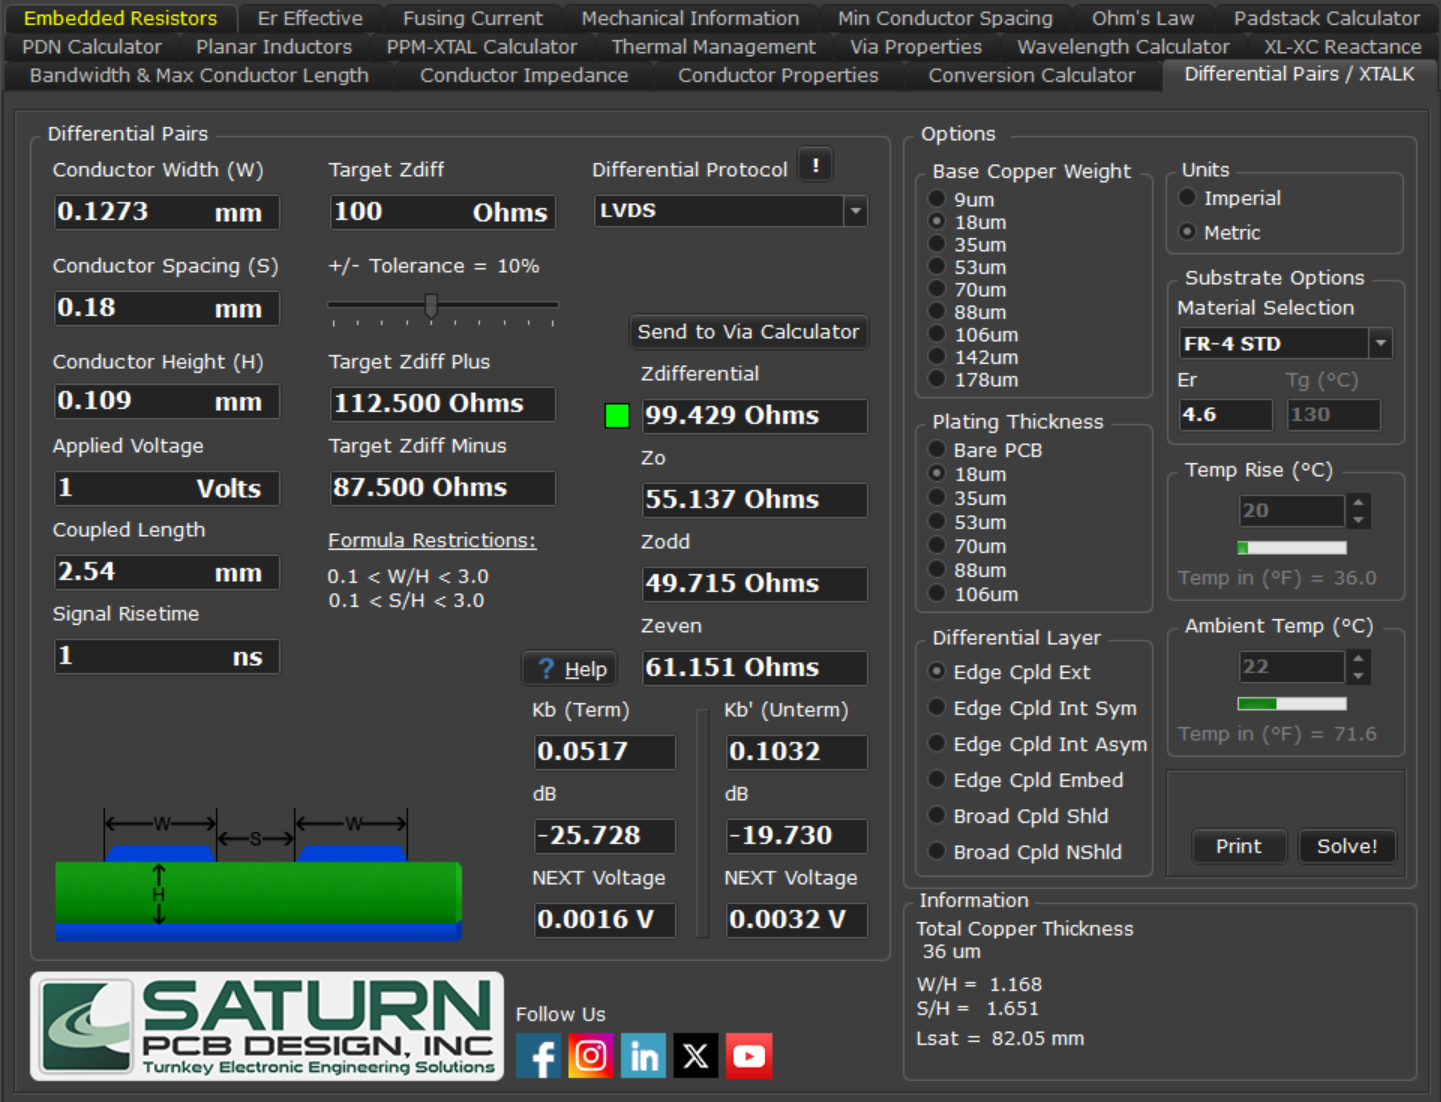 Embedded Resistors
Er Effective
Fusing Current
Mechanical Information
Min Conductor Spacing
Ohm's Law
Padstack Calculator
PDN Calculator
Planar Inductors
PPM-XTAL Calculator
Thermal Management
Via Properties
Wavelength Calculator
XL-XC Reactance
Bandwidth & Max Conductor Length
Conductor Impedance
Conductor Properties
Conversion Calculator
Differential Pairs / XTALK
Differential Pairs
Conductor Width (W)
0.1273 mm
Conductor Spacing (S)
0.18 mm
Conductor Height (H)
0.109 mm
Applied Voltage
1 Volts
Coupled Length
2.54 mm
Signal Risetime
1 ns
Target Zdiff
100 Ohms
+/- Tolerance = 10%
Target Zdiff Plus
112.500 Ohms
Target Zdiff Minus
87.500 Ohms
Formula Restrictions:
0.1 < W/H < 3.0
0.1 < S/H < 3.0
Differential Protocol
!
LVDS
Send to Via Calculator
Zdifferential
99.429 Ohms
Zo
55.137 Ohms
Zodd
49.715 Ohms
Zeven
61.151 Ohms
? Help
Kb (Term)
0.0517
dB
-25.728
NEXT Voltage
0.0016 V
Kb' (Unterm)
0.1032
dB
-19.730
NEXT Voltage
0.0032 V
W
S
W
H
SATURN
PCB DESIGN, INC
Turnkey Electronic Engineering Solutions
Follow Us
Options
Base Copper Weight
9um
18um
35um
53um
70um
88um
106um
142um
178um
Plating Thickness
Bare PCB
18um
35um
53um
70um
88um
106um
Differential Layer
Edge Cpld Ext
Edge Cpld Int Sym
Edge Cpld Int Asym
Edge Cpld Embed
Broad Cpld Shld
Broad Cpld NShld
Units
Imperial
Metric
Substrate Options
Material Selection
FR-4 STD
Er
Tg (°C)
4.6
130
Temp Rise (°C)
20
Temp in (°F) = 36.0
Ambient Temp (°C)
22
Temp in (°F) = 71.6
Print
Solve!
Information
Total Copper Thickness
36 um
W/H = 1.168
S/H = 1.651
Lsat = 82.05 mm